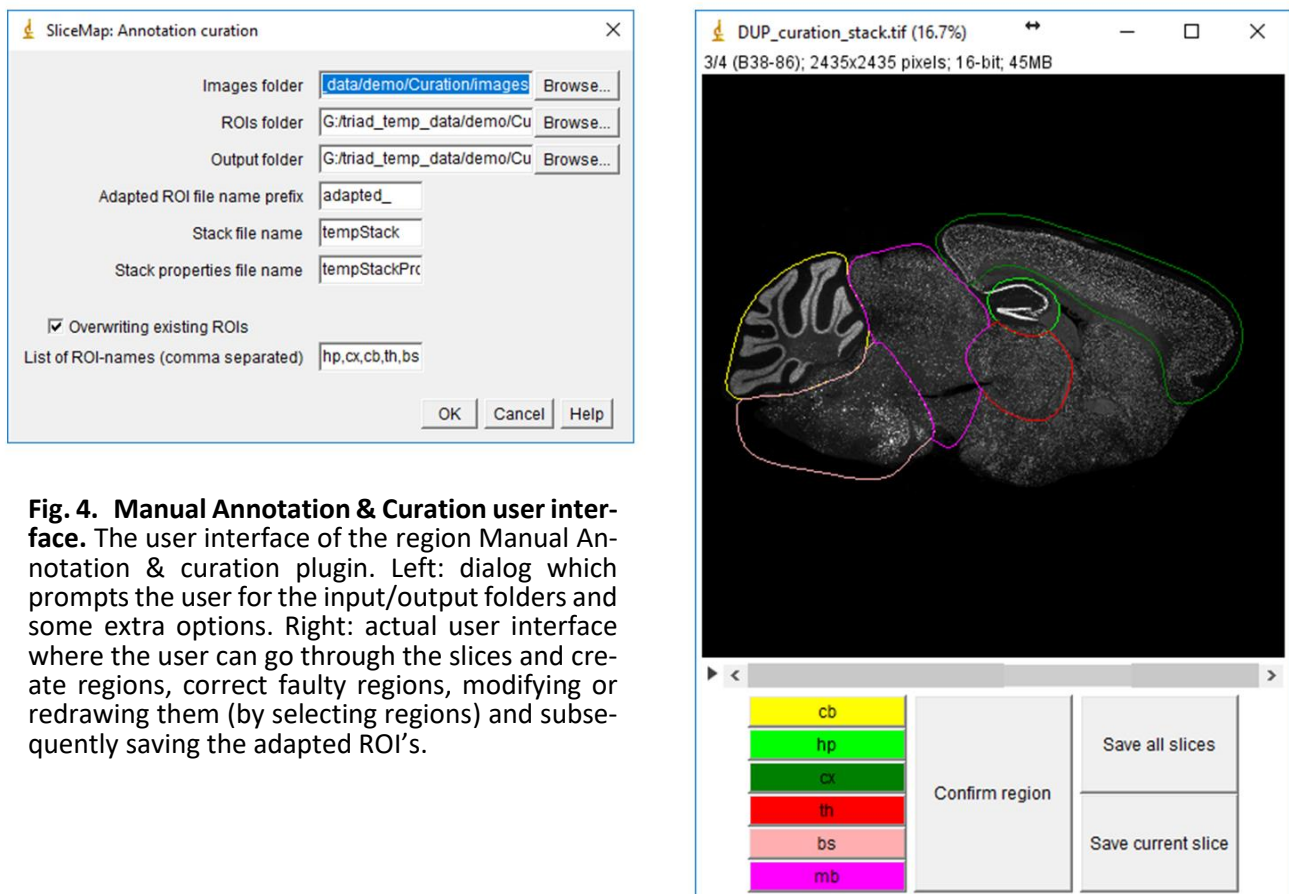 SliceMap: Annotation curation
Images folder
_data/demo/Curation/images
Browse...
ROIs folder
G:/triad_temp_data/demo/Cu
Browse...
Output folder
G:/triad_temp_data/demo/Cu
Browse...
Adapted ROI file name prefix
adapted_
Stack file name
tempStack
Stack properties file name
tempStackPrc
Overwriting existing ROIs
List of ROI-names (comma separated)
hp,cx,cb,th,bs
OK
Cancel
Help
Fig. 4. Manual Annotation & Curation user inter-
face. The user interface of the region Manual An-
notation & curation plugin. Left: dialog which
prompts the user for the input/output folders and
some extra options. Right: actual user interface
where the user can go through the slices and cre-
ate regions, correct faulty regions, modifying or
redrawing them (by selecting regions) and subse-
quently saving the adapted ROI's.
DUP_curation_stack.tif (16.7%)
3/4 (B38-86); 2435x2435 pixels; 16-bit; 45MB
cb
hp
cx
th
bs
mb
Confirm region
Save all slices
Save current slice